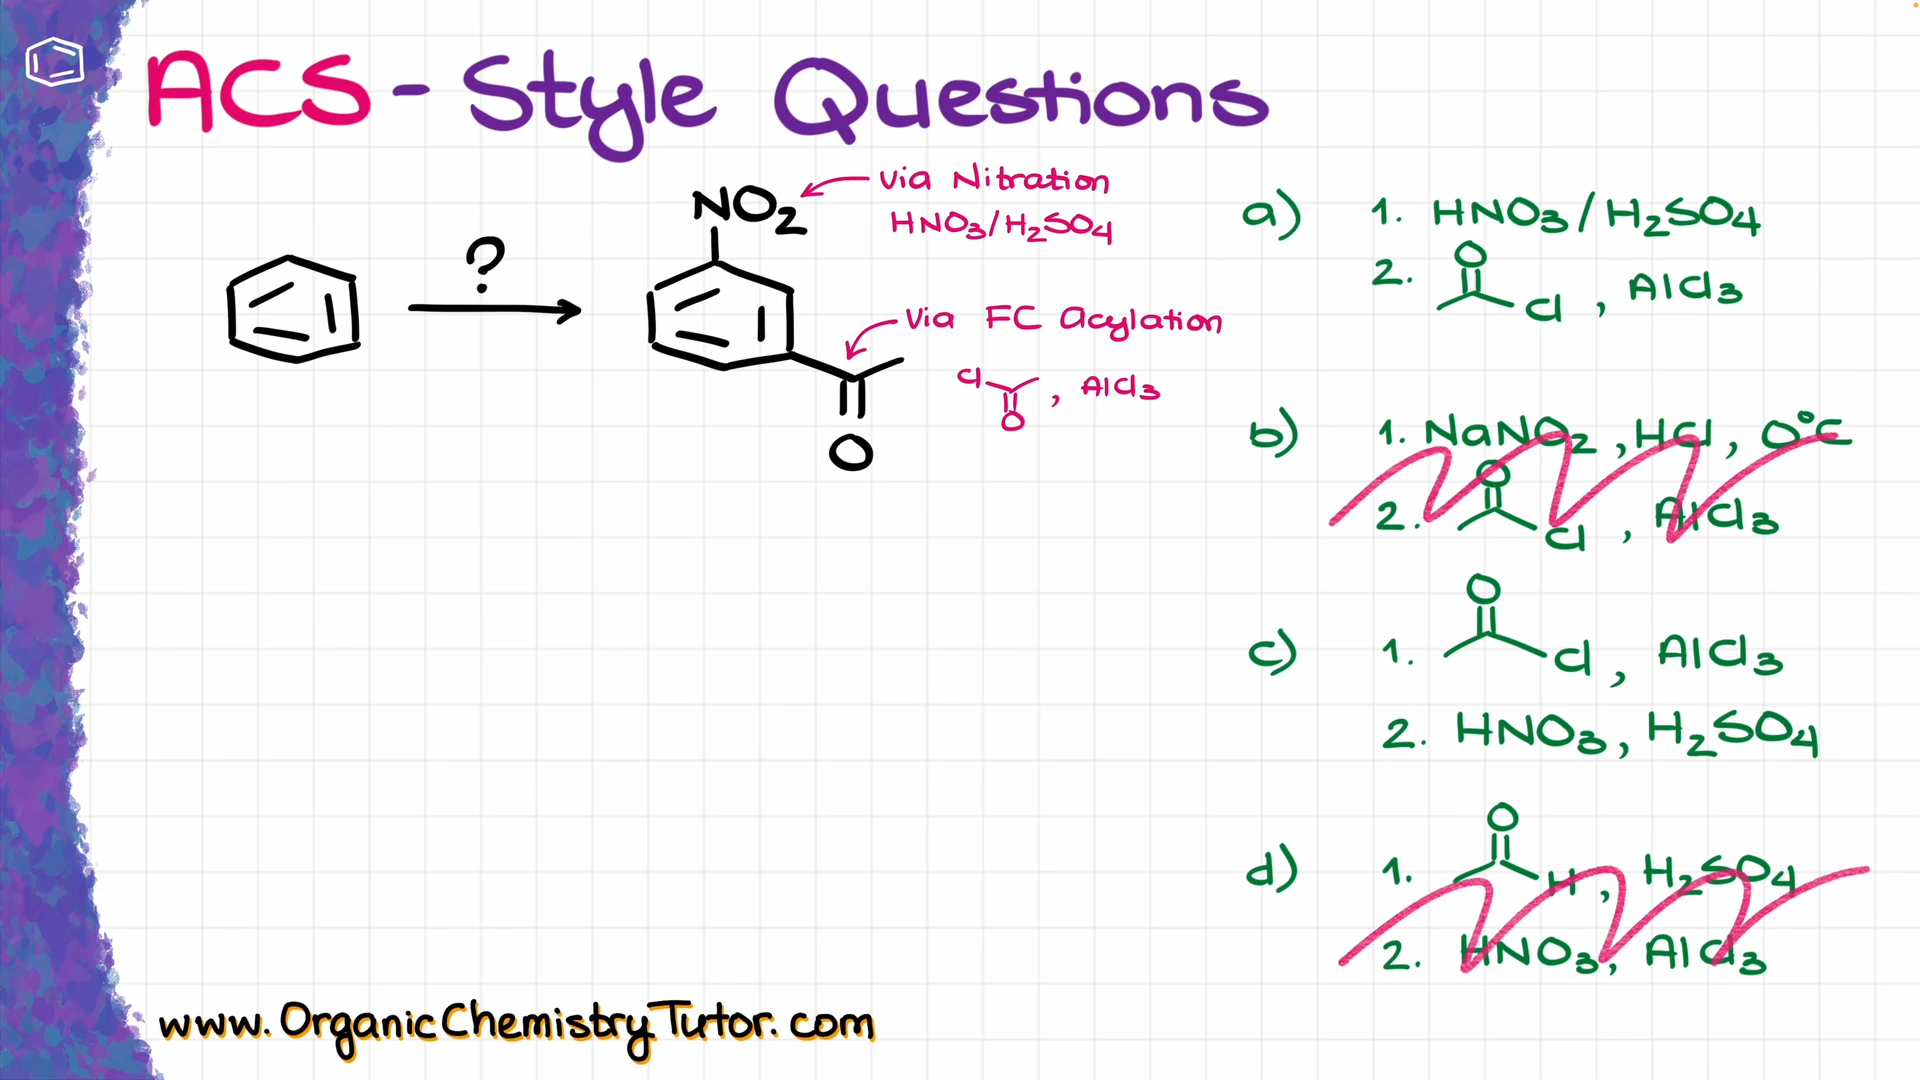 ACS-Style Questions
?
NO₂
via Nitration
HNO₃/H₂SO₄
via FC Acylation
Cl
O
, AlCl₃
O
a) 1. HNO₃/H₂SO₄
O
2. Cl , AlCl₃
b) 1. NaNO₂, HCl, 0°C
O
2. Cl , AlCl₃
O
c) 1. Cl , AlCl₃
2. HNO₃, H₂SO₄
O
d) 1. H , H₂SO₄
2. HNO₃, AlCl₃
www.OrganicChemistryTutor.com